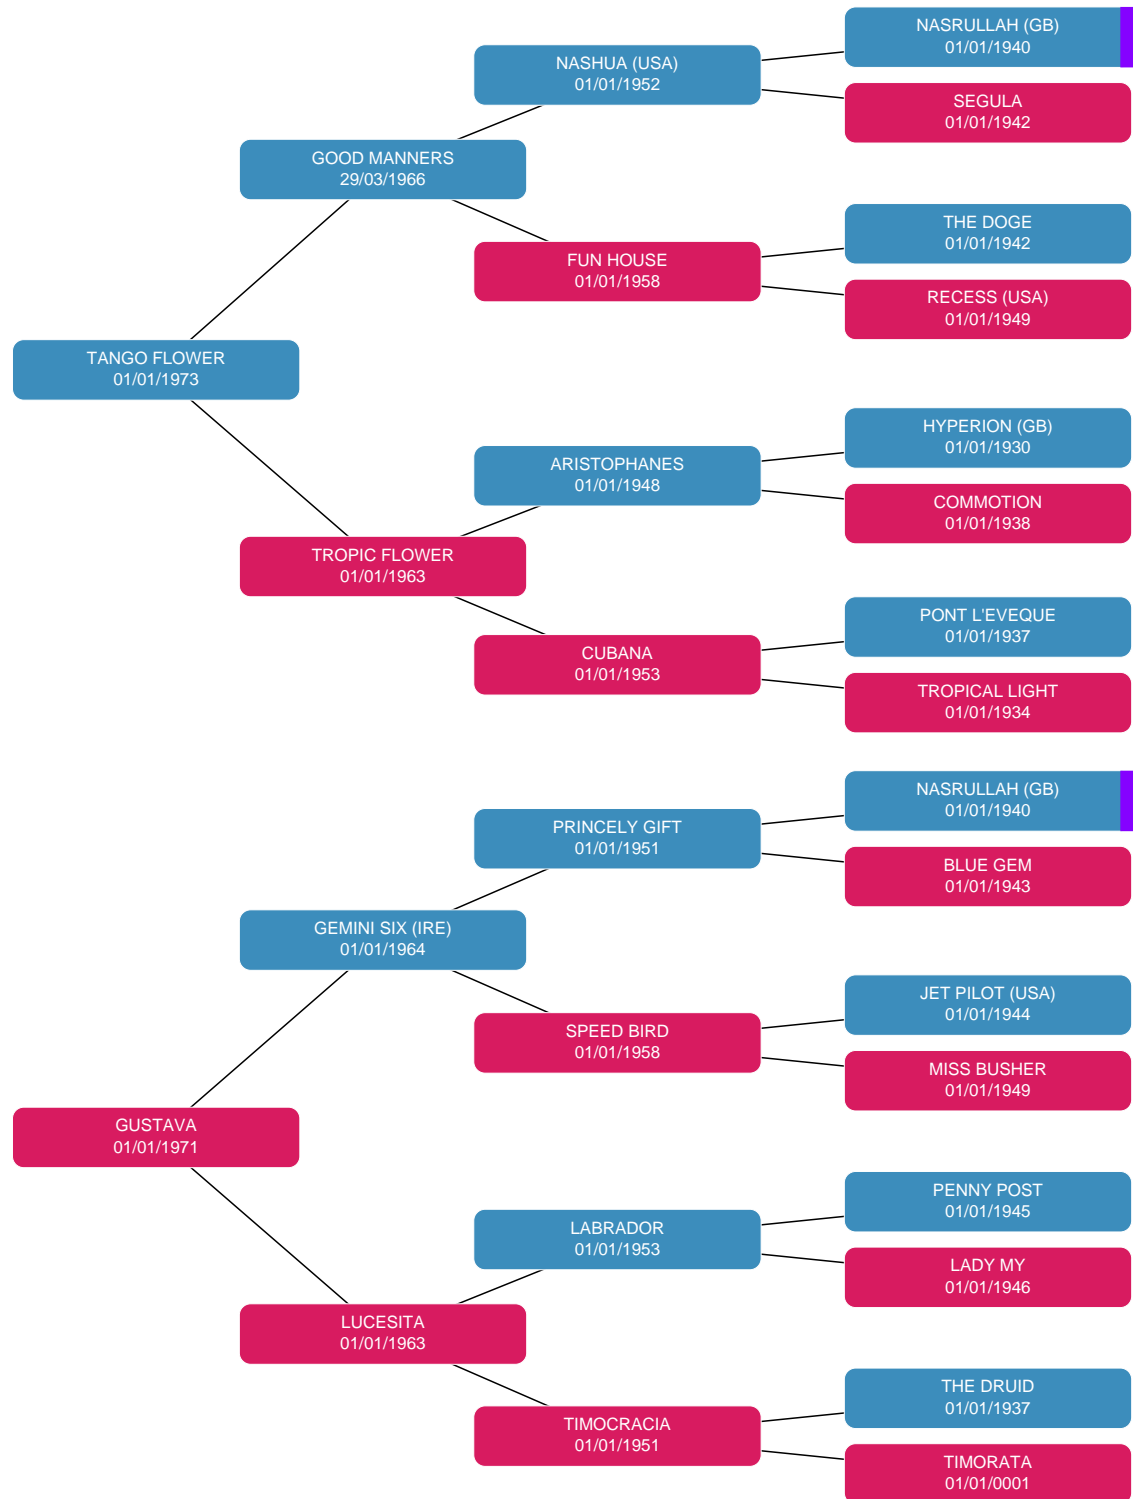 NASRULLAH (GB)
01/01/1940
NASHUA (USA)
01/01/1952
SEGULA
01/01/1942
GOOD MANNERS
29/03/1966
THE DOGE
01/01/1942
FUN HOUSE
01/01/1958
RECESS (USA)
01/01/1949
TANGO FLOWER
01/01/1973
HYPERION (GB)
01/01/1930
ARISTOPHANES
01/01/1948
COMMOTION
01/01/1938
TROPIC FLOWER
01/01/1963
PONT L'EVEQUE
01/01/1937
CUBANA
01/01/1953
TROPICAL LIGHT
01/01/1934
NASRULLAH (GB)
01/01/1940
PRINCELY GIFT
01/01/1951
BLUE GEM
01/01/1943
GEMINI SIX (IRE)
01/01/1964
JET PILOT (USA)
01/01/1944
SPEED BIRD
01/01/1958
MISS BUSHER
01/01/1949
GUSTAVA
01/01/1971
PENNY POST
01/01/1945
LABRADOR
01/01/1953
LADY MY
01/01/1946
LUCESITA
01/01/1963
THE DRUID
01/01/1937
TIMOCRACIA
01/01/1951
TIMORATA
01/01/0001